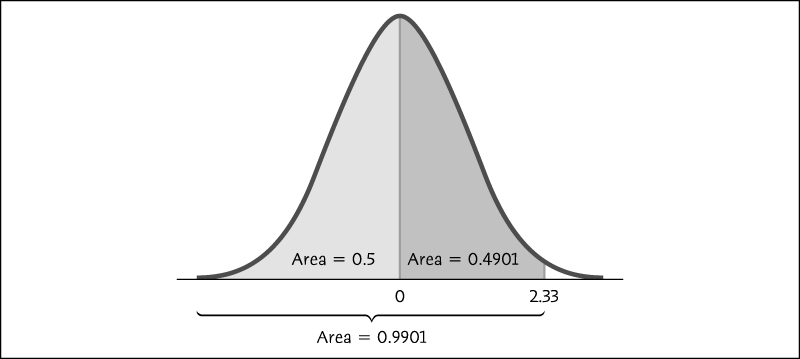 Area = 0.5
Area = 0.4901
0
2.33
Area = 0.9901